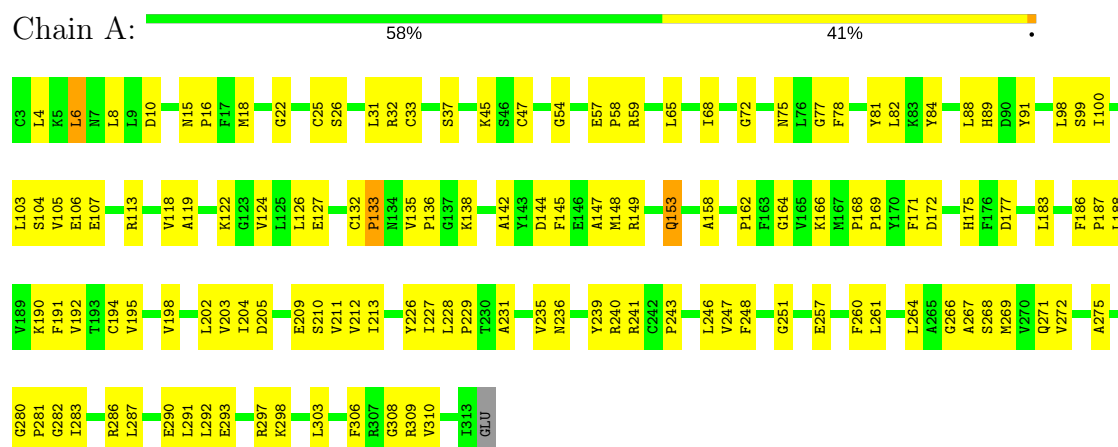 Chain A:
58% 41% •
C3 L4 K5 L6 N7 L8 L9 D10 N15 P16 F17 M18 G22 C25 S26 L31 R32 C33 S37 K45 S46 C47 G54 E57 P58 R59 L65 I68 G72 N75 L76 G77 F78 Y81 L82 K83 Y84 L88 H89 D90 Y91 L98 S99 I100
L103 S104 V105 E106 E107 R113 V118 A119 K122 G123 V124 L125 L126 E127 C132 P133 N134 V135 P136 G137 K138 A142 Y143 D144 F145 E146 A147 M148 R149 Q153 A158 P162 F163 G164 V165 K166 M167 P168 P169 Y170 F171 D172 H175 F176 D177 L183 F186 P187 L188
V189 K190 F191 V192 T193 C194 V195 V198 L202 V203 I204 D205 E209 S210 V211 V212 I213 Y226 I227 L228 P229 T230 A231 V235 N236 Y239 R240 R241 C242 P243 L246 V247 F248 G251 E257 F260 L261 L264 A265 G266 A267 S268 M269 V270 Q271 V272 A275
G280 P281 G282 I283 R286 L287 E290 L291 L292 E293 R297 K298 L303 F306 R307 G308 R309 V310 I313 GLU